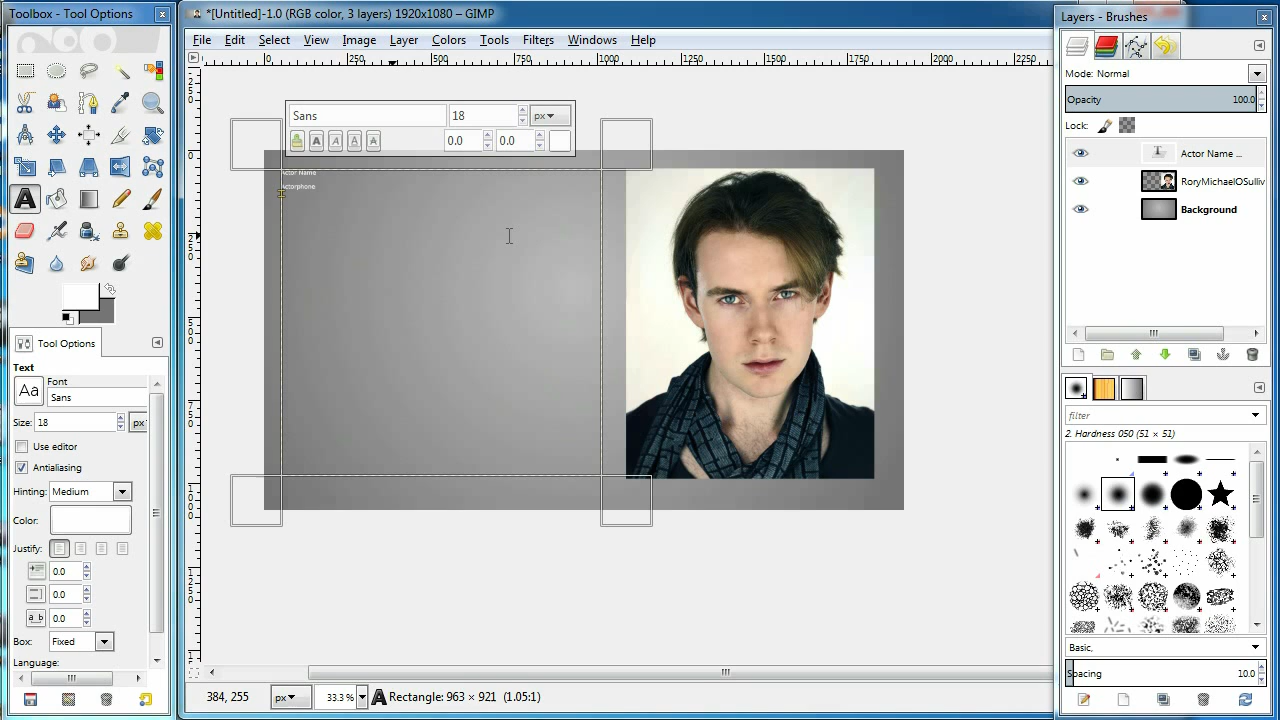 Toolbox - Tool Options
*[Untitled]-1.0 (RGB color, 3 layers) 1920x1080 – GIMP
Layers - Brushes
File Edit Select View Layer Colors Tools Filters Windows Help
0 250 500 750 1000 1250 1500 1750 2000 2250
Mode: Normal
Opacity 100.0
Lock:
Sans 18 px
A A A A 0.0 0.0
Actor Name ...
RoryMichaelOSulliv
Background
Actor Name
Actorphone
Tool Options
Text
Font
Aa Sans
Size: 18 px
Use editor
Antialiasing
Hinting: Medium
Color:
Justify:
0.0
0.0
0.0
Box: Fixed
Language:
filter
2. Hardness 050 (51 × 51)
Basic,
Spacing 10.0
384, 255 px 33.3 % Rectangle: 963 × 921 (1.05:1)